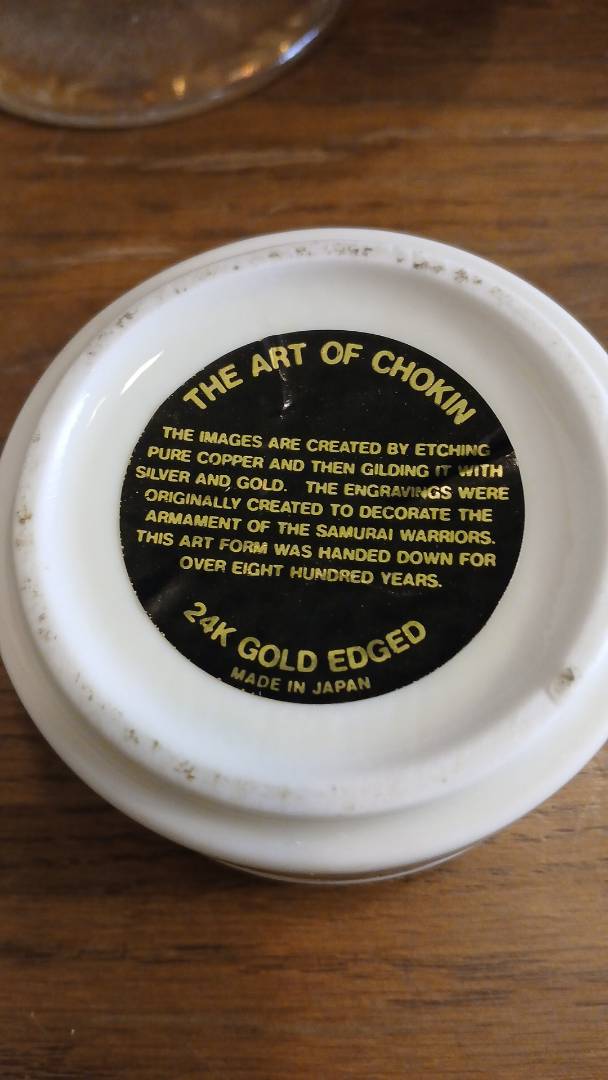 THE ART OF CHOKIN
THE IMAGES ARE CREATED BY ETCHING
PURE COPPER AND THEN GILDING IT WITH
SILVER AND GOLD. THE ENGRAVINGS WERE
ORIGINALLY CREATED TO DECORATE THE
ARMAMENT OF THE SAMURAI WARRIORS.
THIS ART FORM WAS HANDED DOWN FOR
OVER EIGHT HUNDRED YEARS.
24K GOLD EDGED
MADE IN JAPAN